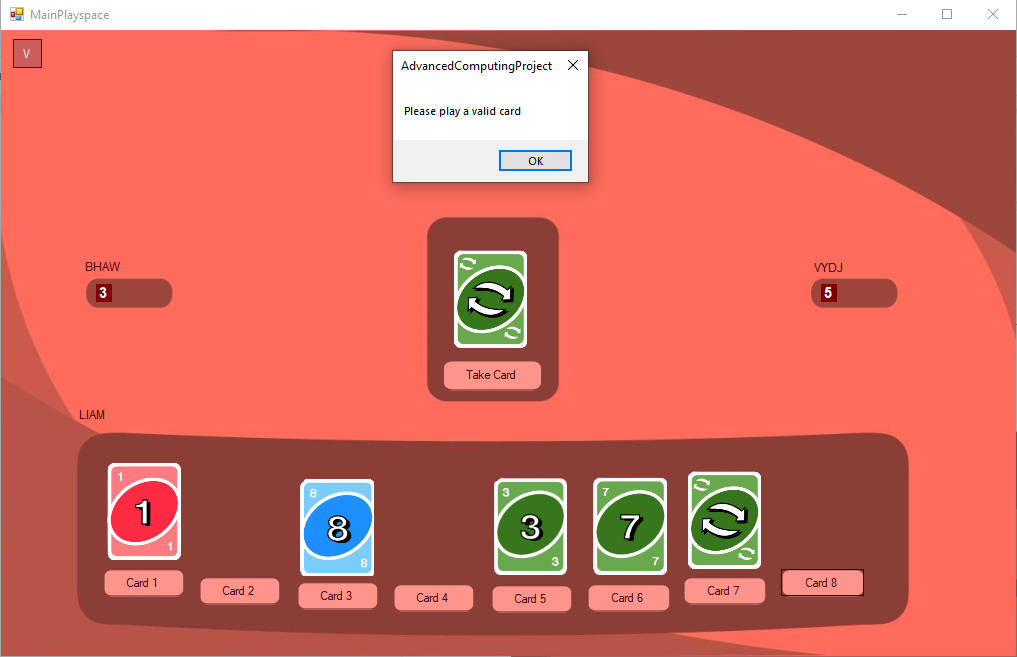 MainPlayspace
V
AdvancedComputingProject
Please play a valid card
OK
BHAW
3
VYDJ
5
Take Card
LIAM
1
1
1
8
8
8
3
3
3
7
7
7
Card 1
Card 2
Card 3
Card 4
Card 5
Card 6
Card 7
Card 8